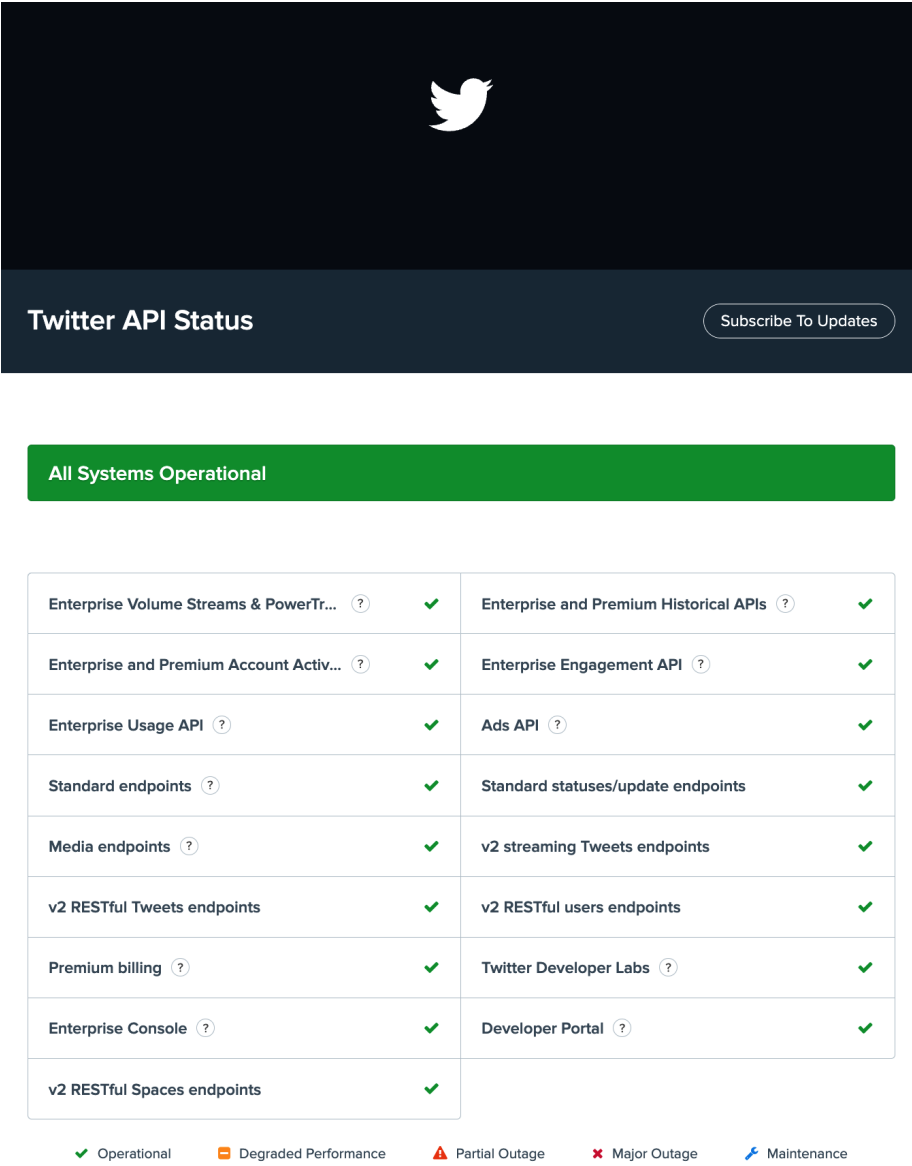 Twitter API Status
Subscribe To Updates
All Systems Operational
Enterprise Volume Streams & PowerTr... ?
Enterprise and Premium Historical APIs ?
Enterprise and Premium Account Activ... ?
Enterprise Engagement API ?
Enterprise Usage API ?
Ads API ?
Standard endpoints ?
Standard statuses/update endpoints
Media endpoints ?
v2 streaming Tweets endpoints
v2 RESTful Tweets endpoints
v2 RESTful users endpoints
Premium billing ?
Twitter Developer Labs ?
Enterprise Console ?
Developer Portal ?
v2 RESTful Spaces endpoints
Operational Degraded Performance Partial Outage Major Outage Maintenance